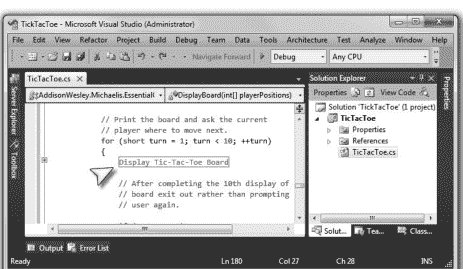 TickTacToe - Microsoft Visual Studio (Administrator)
File Edit View Refactor Project Build Debug Team Data Tools Architecture Test Analyze Window Help
Navigate Forward Debug Any CPU
TicTacToe.cs
Solution Explorer
AddisonWesley.Michaelis.Essential
DisplayBoard(int[] playerPositions)
Properties View Code
Server Explorer
Toolbox
Properties
Solution 'TickTacToe' (1 project)
TicTacToe
Properties
References
TicTacToe.cs
// Print the board and ask the current
// player where to move next.
for (short turn = 1; turn < 10; ++turn)
{
Display Tic-Tac-Toe Board
// After completing the 10th display of
// board exit out rather than prompting
// user again.
Solut... Tea... Class...
Output Error List
Ready Ln 180 Col 27 Ch 28 INS